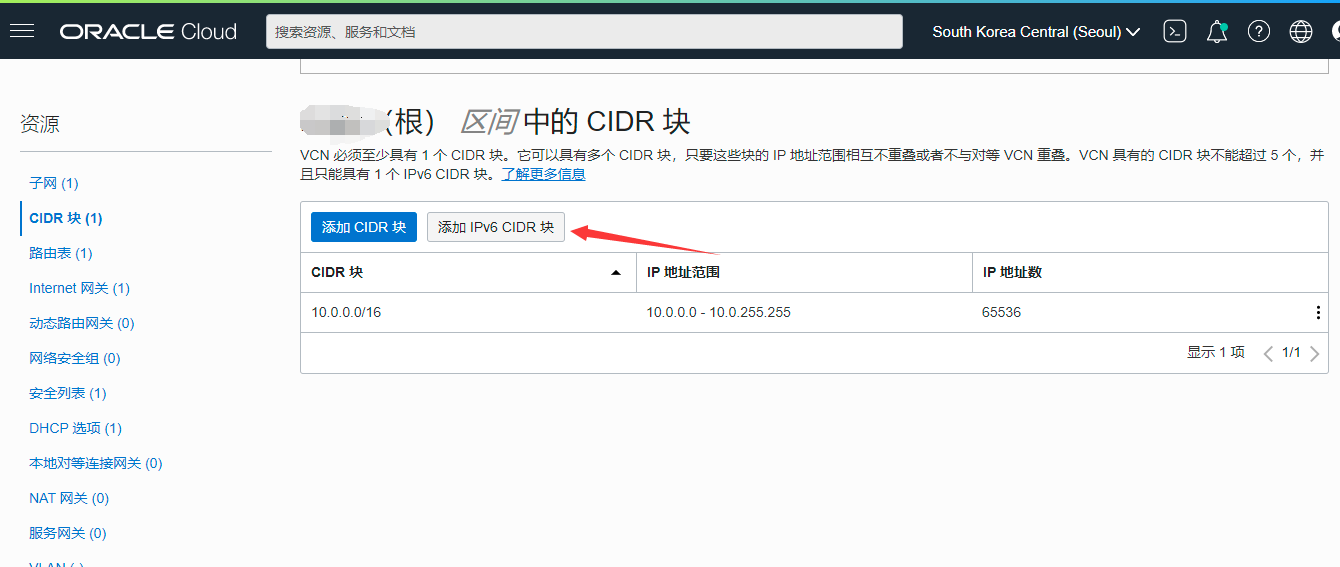 ORACLE Cloud
搜索资源、服务和文档
South Korea Central (Seoul)
资源
子网 (1)
CIDR 块 (1)
路由表 (1)
Internet 网关 (1)
动态路由网关 (0)
网络安全组 (0)
安全列表 (1)
DHCP 选项 (1)
本地对等连接网关 (0)
NAT 网关 (0)
服务网关 (0)
(根) 区间 中的 CIDR 块
VCN 必须至少具有 1 个 CIDR 块。它可以具有多个 CIDR 块，只要这些块的 IP 地址范围相互不重叠或者不与对等 VCN 重叠。VCN 具有的 CIDR 块不能超过 5 个，并
且只能具有 1 个 IPv6 CIDR 块。了解更多信息
添加 CIDR 块 添加 IPv6 CIDR 块
CIDR 块 IP 地址范围 IP 地址数
10.0.0.0/16 10.0.0.0 - 10.0.255.255 65536
显示 1 项 1/1